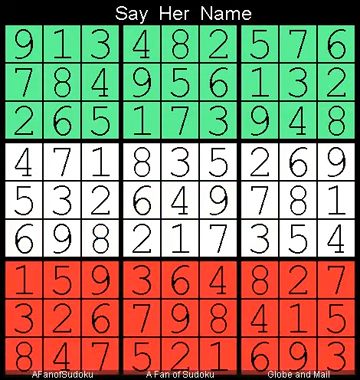 Say Her Name
9 1 3 4 8 2 5 7 6
7 8 4 9 5 6 1 3 2
2 6 5 1 7 3 9 4 8
4 7 1 8 3 5 2 6 9
5 3 2 6 4 9 7 8 1
6 9 8 2 1 7 3 5 4
1 5 9 3 6 4 8 2 7
3 2 6 7 9 8 4 1 5
8 4 7 5 2 1 6 9 3
AFanofSudoku A Fan of Sudoku Globe and Mail